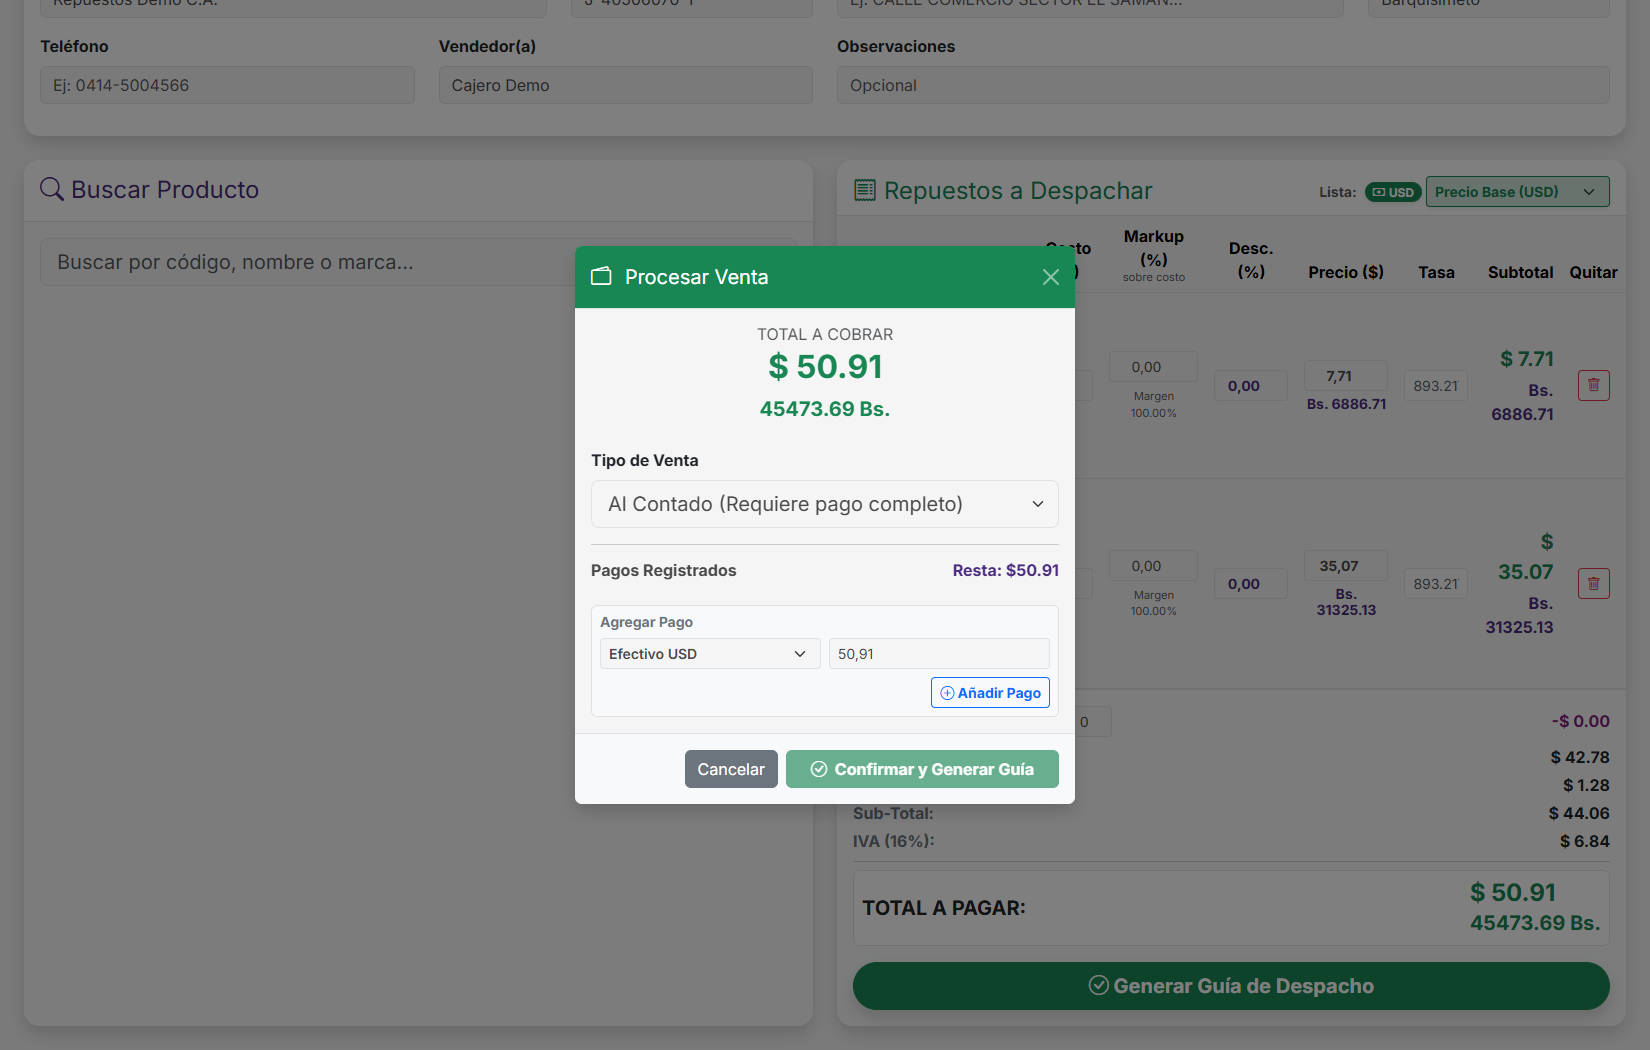 Repuestos Demo C.A.
Barquisimeto
Teléfono
Vendedor(a)
Observaciones
Ej: 0414-5004566
Cajero Demo
Opcional
Buscar Producto
Repuestos a Despachar
Lista:
USD
Precio Base (USD)
Buscar por código, nombre o marca...
Markup (%)
sobre costo
Desc. (%)
Precio ($)
Tasa
Subtotal
Quitar
0,00
Margen
100.00%
0,00
7,71
Bs. 6886.71
893.21
$ 7.71
Bs.
6886.71
0,00
Margen
100.00%
0,00
35,07
Bs.
31325.13
893.21
$
35.07
Bs.
31325.13
0
-$ 0.00
$ 42.78
$ 1.28
Sub-Total:
$ 44.06
IVA (16%):
$ 6.84
TOTAL A PAGAR:
$ 50.91
45473.69 Bs.
Generar Guía de Despacho
Procesar Venta
TOTAL A COBRAR
$ 50.91
45473.69 Bs.
Tipo de Venta
Al Contado (Requiere pago completo)
Pagos Registrados
Resta: $50.91
Agregar Pago
Efectivo USD
50,91
Añadir Pago
Cancelar
Confirmar y Generar Guía